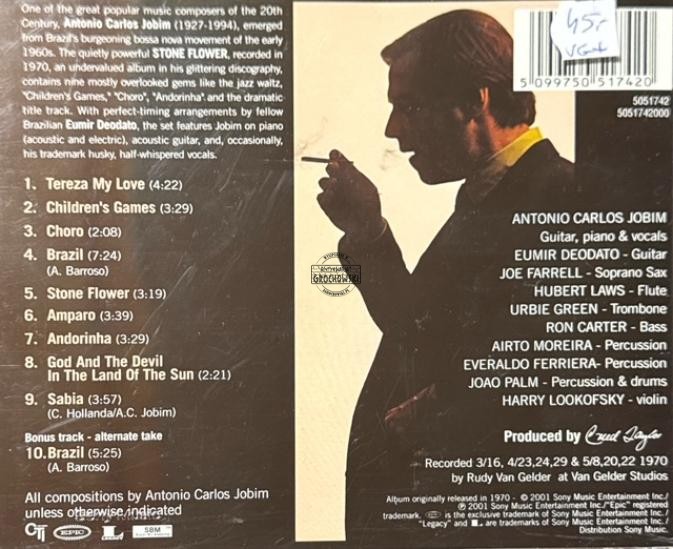 One of the great popular music composers of the 20th
Century, Antonio Carlos Jobim (1927-1994), emerged
from Brazil's burgeoning bossa nova movement of the early
1960s. The quietly powerful STONE FLOWER, recorded in
1970, an undervalued album in his glittering discography,
contains nine mostly overlooked gems like the jazz waltz,
"Children's Games," "Choro", "Andorinha" and the dramatic
title track. With perfect-timing arrangements by fellow
Brazilian Eumir Deodato, the set features Jobim on piano
(acoustic and electric), acoustic guitar, and, occasionally,
his trademark husky, half-whispered vocals.
1. Tereza My Love (4:22)
2. Children's Games (3:29)
3. Choro (2:08)
4. Brazil (7:24)
(A. Barroso)
5. Stone Flower (3:19)
6. Amparo (3:39)
7. Andorinha (3:29)
8. God And The Devil
In The Land Of The Sun (2:21)
9. Sabia (3:57)
(C. Hollanda/A.C. Jobim)
Bonus track - alternate take
10. Brazil (5:25)
(A. Barroso)
All compositions by Antonio Carlos Jobim
unless otherwise indicated
CTI EPIC L SBM
45,-
5 099750 517420
5051742
5051742000
GROCHOWSKI
ANTONIO CARLOS JOBIM
Guitar, piano & vocals
EUMIR DEODATO - Guitar
JOE FARRELL - Soprano Sax
HUBERT LAWS - Flute
URBIE GREEN - Trombone
RON CARTER - Bass
AIRTO MOREIRA - Percussion
EVERALDO FERRIERA- Percussion
JOAO PALM - Percussion & drums
HARRY LOOKOFSKY - violin
Produced by Creed Taylor
Recorded 3/16, 4/23,24,29 & 5/8,20,22 1970
by Rudy Van Gelder at Van Gelder Studios
Album originally released in 1970 - © 2001 Sony Music Entertainment Inc./
℗ 2001 Sony Music Entertainment Inc./"Epic" registered
trademark. is the exclusive trademark of Sony Music Entertainment Inc./
"Legacy" and L are trademarks of Sony Music Entertainment Inc./
Distribution Sony Music.